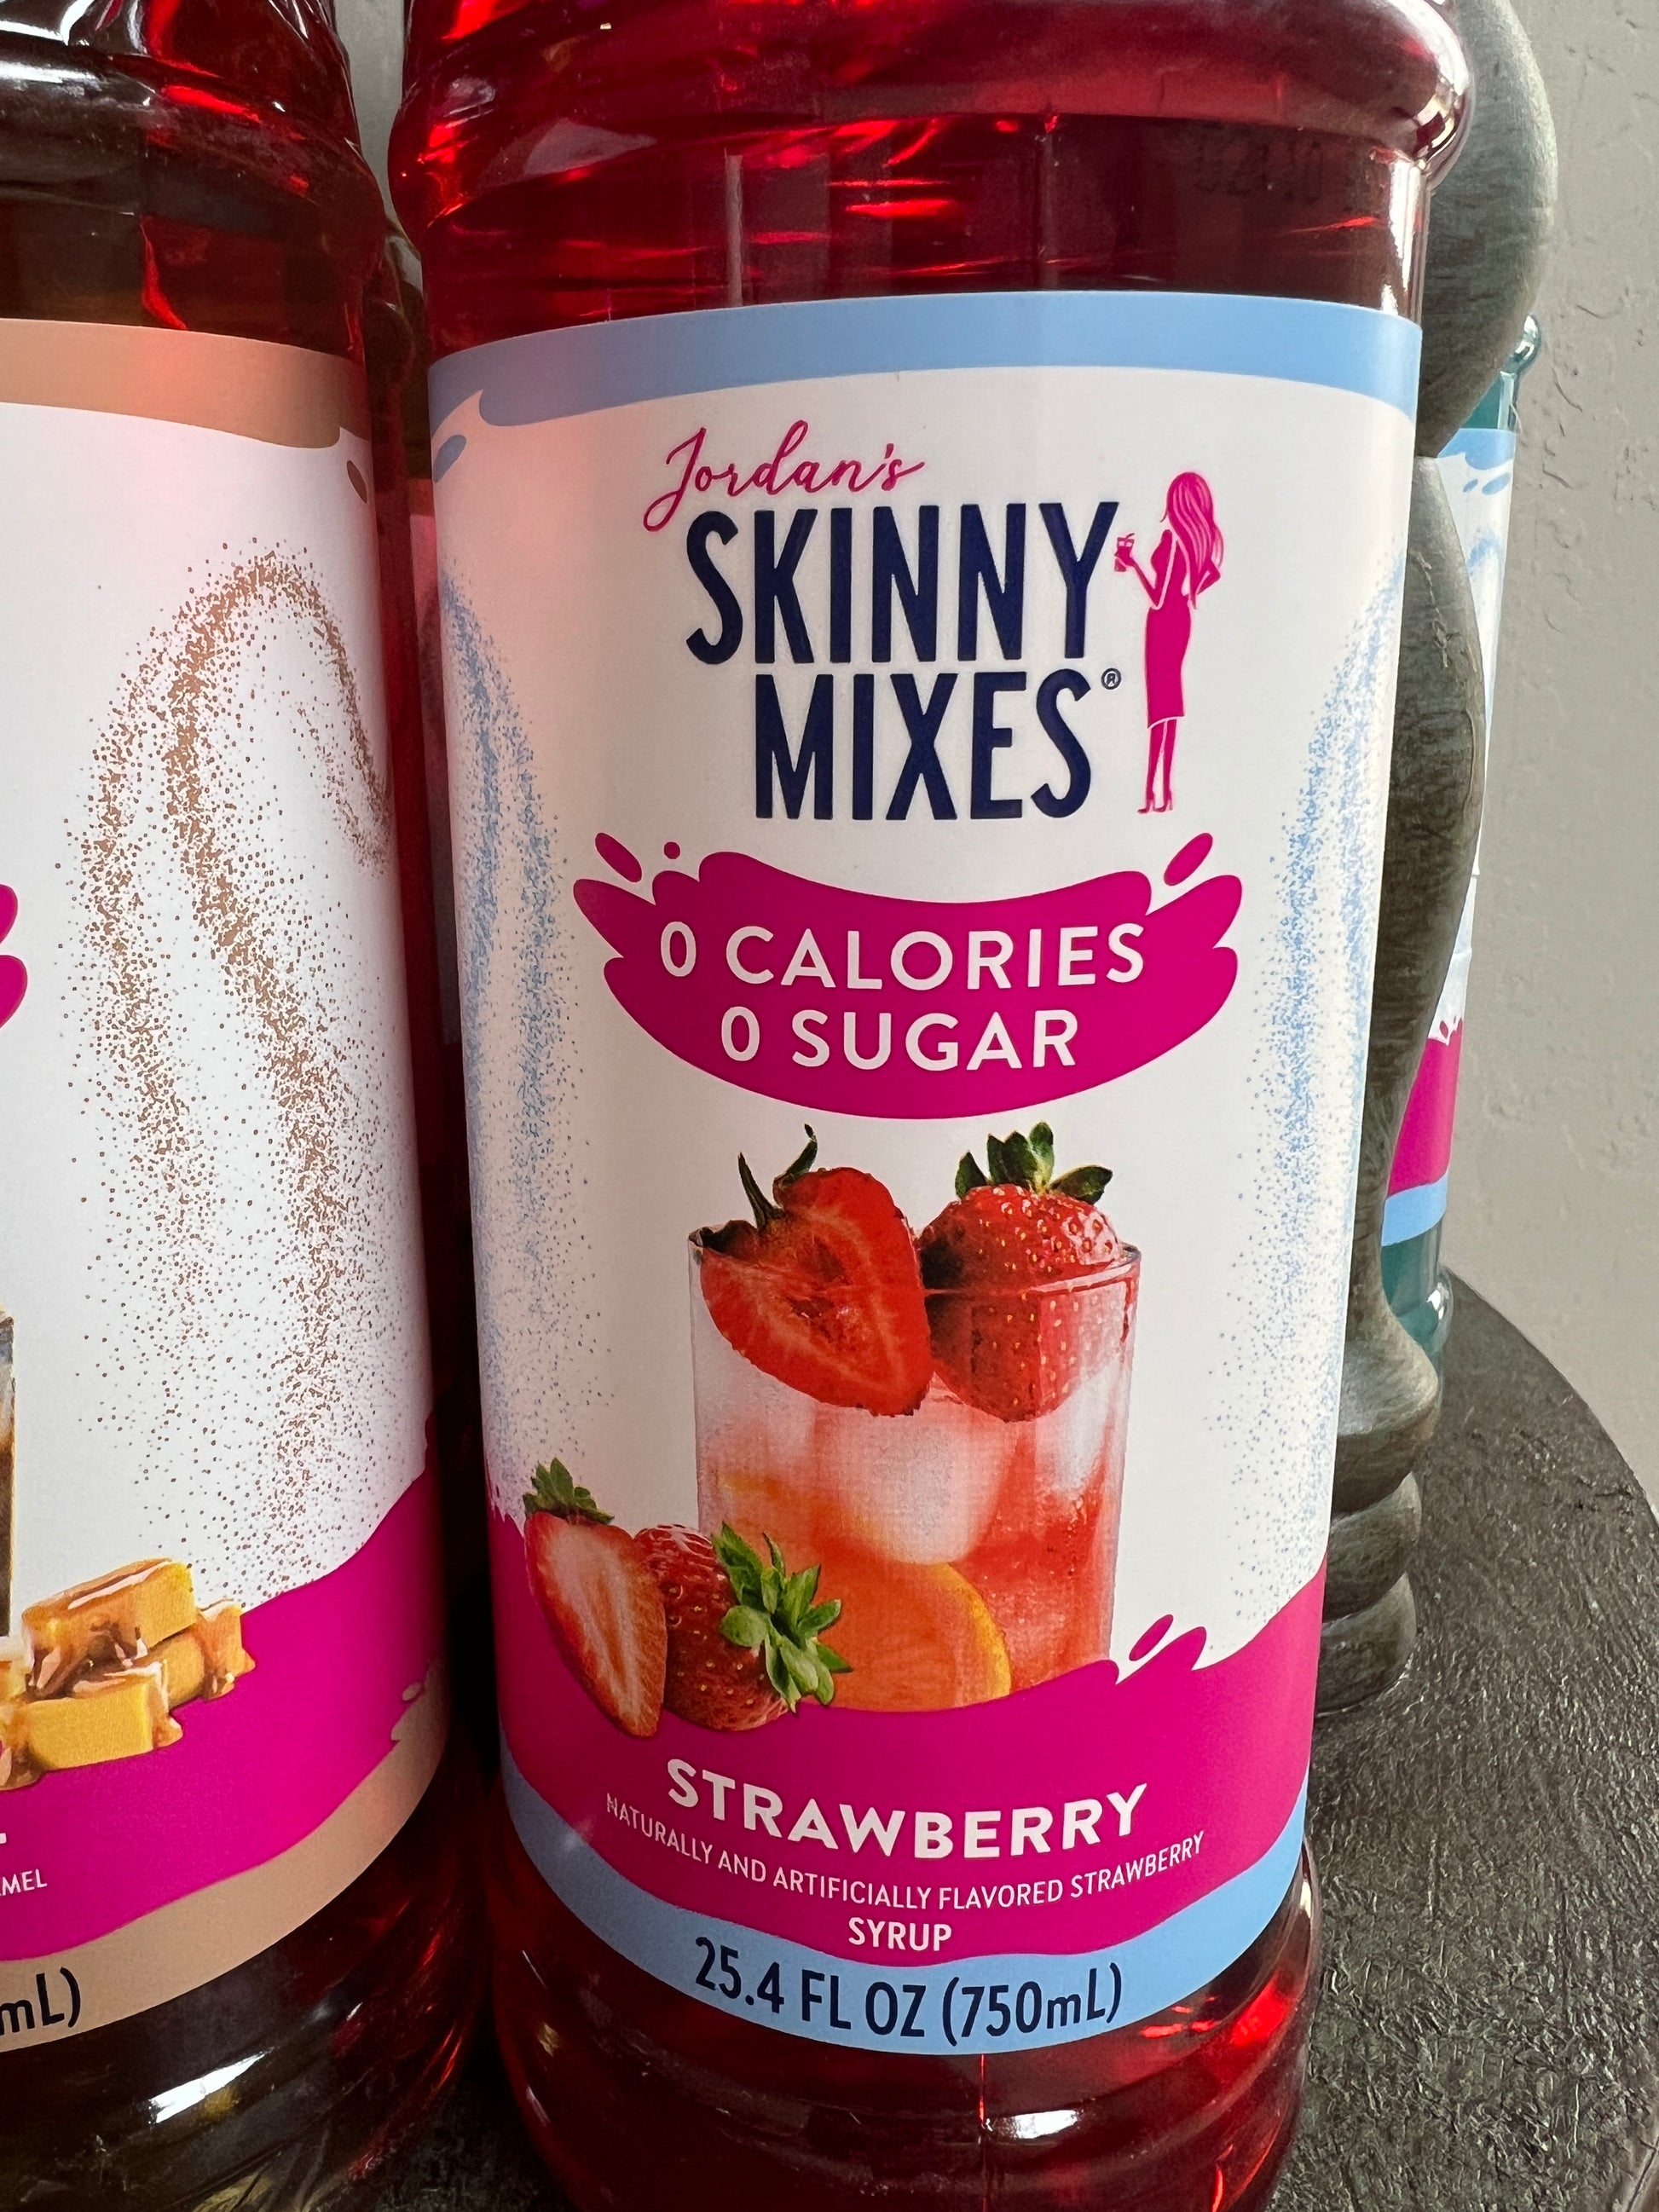 Jordan's
SKINNY
MIXES®
0 CALORIES
0 SUGAR
STRAWBERRY
NATURALLY AND ARTIFICIALLY FLAVORED STRAWBERRY
SYRUP
25.4 FL OZ (750mL)
mL)